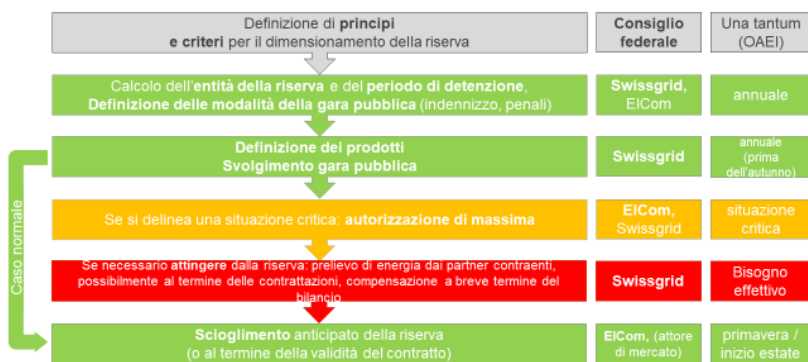 Definizione di principi
e criteri per il dimensionamento della riserva
Consiglio
federale
Una tantum
(OAEI)
Calcolo dell'entità della riserva e del periodo di detenzione,
Definizione delle modalità della gara pubblica (indennizzo, penali)
Swissgrid,
ElCom
annuale
Definizione dei prodotti
Svolgimento gara pubblica
Swissgrid
annuale
(prima
dell'autunno)
Se si delinea una situazione critica: autorizzazione di massima
ElCom,
Swissgrid
situazione
critica
Se necessario attingere dalla riserva: prelievo di energia dai partner contraenti,
possibilmente al termine delle contrattazioni, compensazione a breve termine del
bilancio
Swissgrid
Bisogno
effettivo
Scioglimento anticipato della riserva
(o al termine della validità del contratto)
ElCom, (attore
di mercato)
primavera /
inizio estate
Caso normale